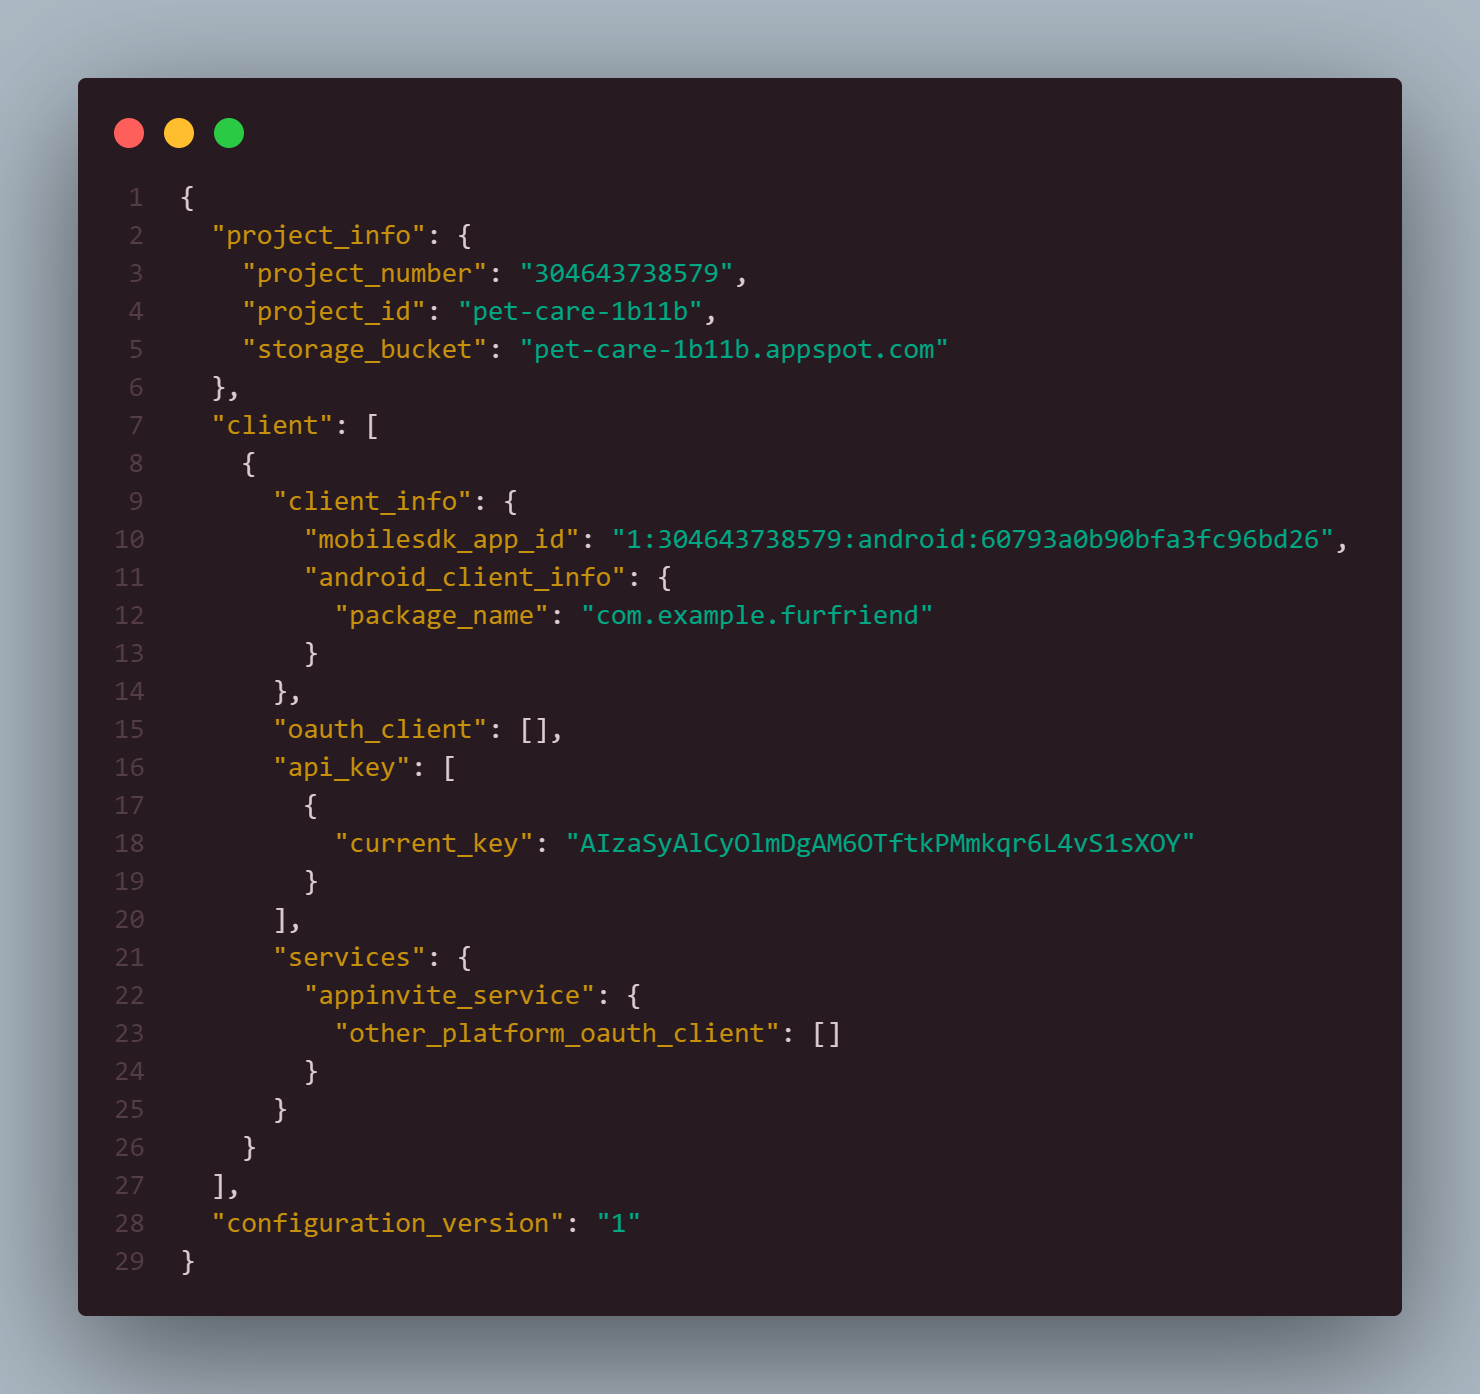 1 {
2   "project_info": {
3     "project_number": "304643738579",
4     "project_id": "pet-care-1b11b",
5     "storage_bucket": "pet-care-1b11b.appspot.com"
6   },
7   "client": [
8     {
9       "client_info": {
10         "mobilesdk_app_id": "1:304643738579:android:60793a0b90bfa3fc96bd26",
11         "android_client_info": {
12           "package_name": "com.example.furfriend"
13         }
14       },
15       "oauth_client": [],
16       "api_key": [
17         {
18           "current_key": "AIzaSyAlCyOlmDgAM6OTftkPMmkqr6L4vS1sXOY"
19         }
20       ],
21       "services": {
22         "appinvite_service": {
23           "other_platform_oauth_client": []
24         }
25       }
26     }
27   ],
28   "configuration_version": "1"
29 }